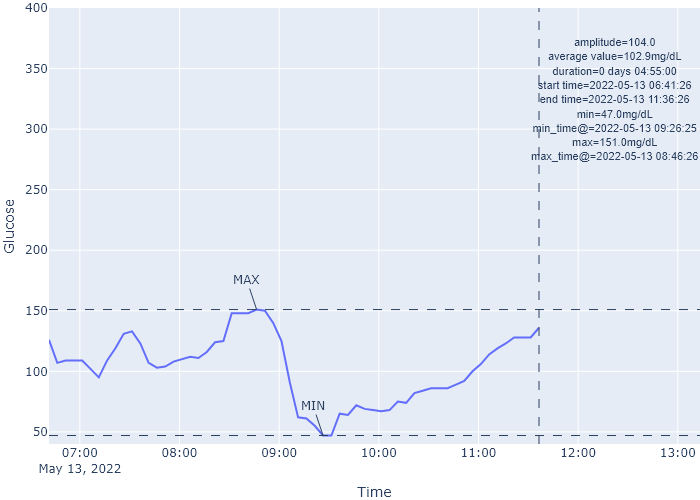 400
350
300
250
200
150
100
50
Glucose
amplitude=104.0
average value=102.9mg/dL
duration=0 days 04:55:00
start time=2022-05-13 06:41:26
end time=2022-05-13 11:36:26
min=47.0mg/dL
min_time@=2022-05-13 09:26:25
max=151.0mg/dL
max_time@=2022-05-13 08:46:26
MAX
MIN
07:00 08:00 09:00 10:00 11:00 12:00 13:00
May 13, 2022
Time